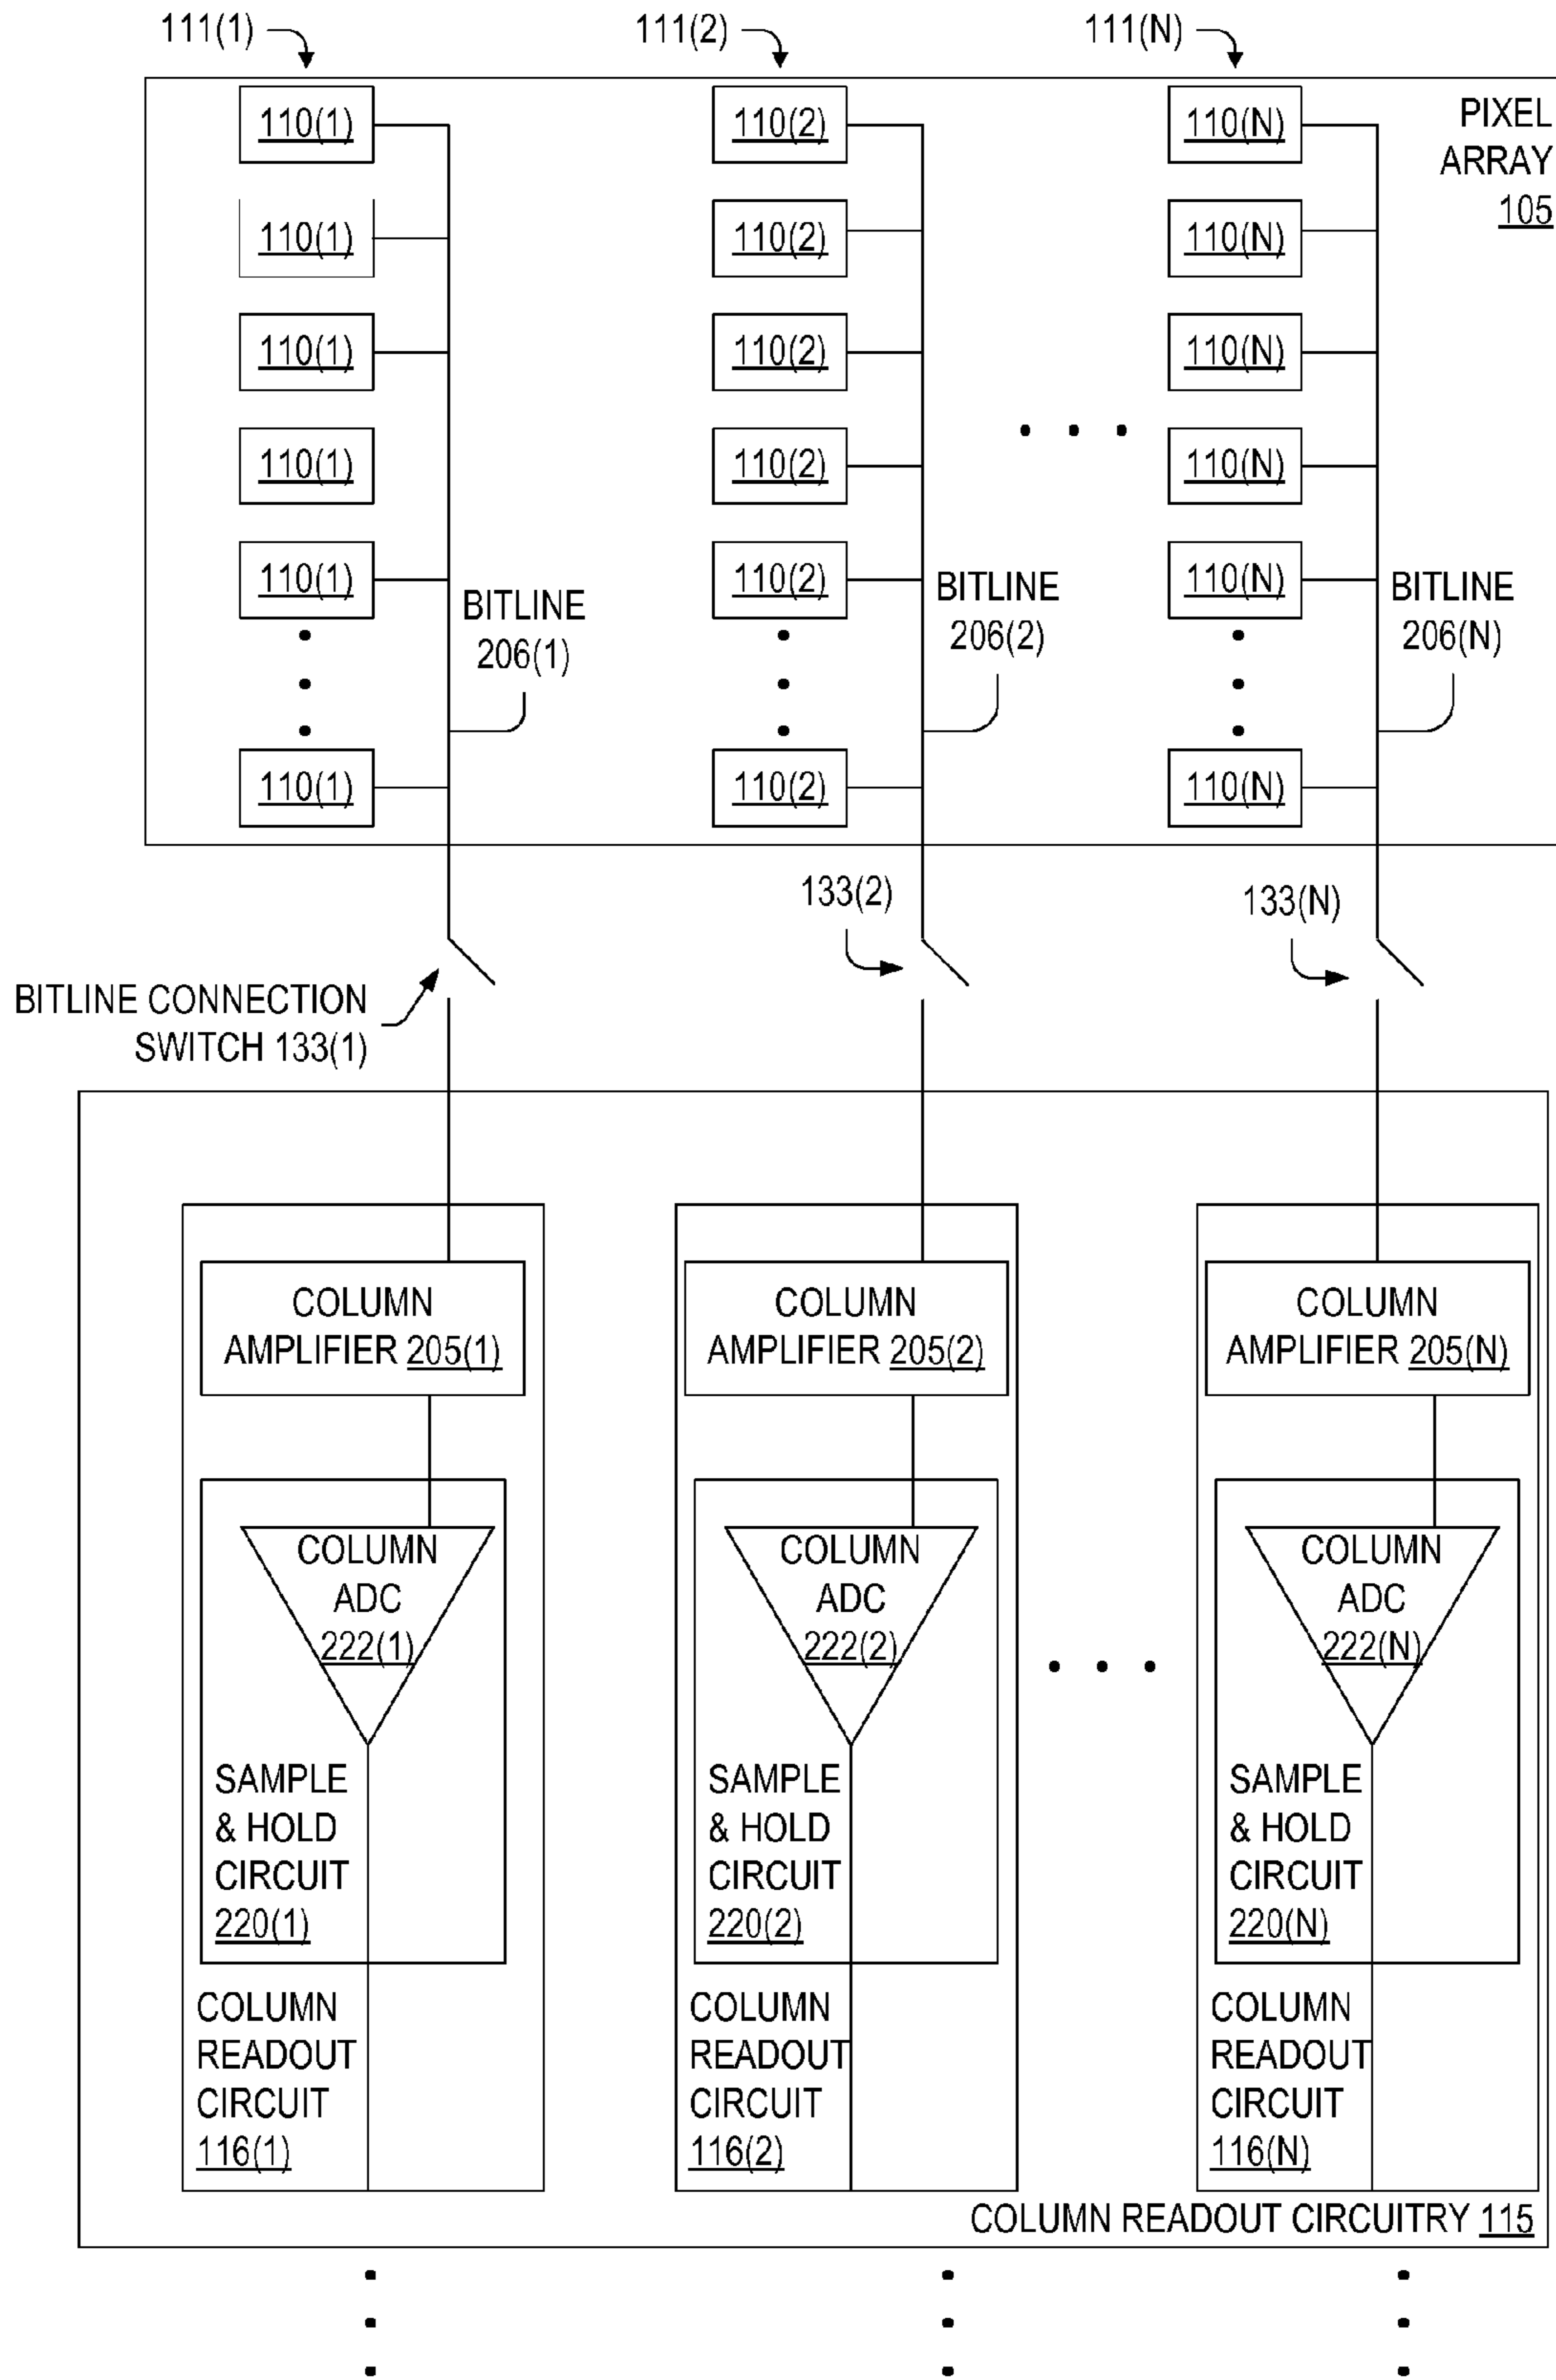 111(1)
111(2)
111(N)
110(1)
110(2)
110(N)
PIXEL
ARRAY
105
110(1)
110(2)
110(N)
110(1)
110(2)
110(N)
110(1)
110(2)
110(N)
110(1)
110(2)
110(N)
BITLINE
206(1)
BITLINE
206(2)
BITLINE
206(N)
110(1)
110(2)
110(N)
133(2)
133(N)
BITLINE CONNECTION
SWITCH 133(1)
COLUMN
AMPLIFIER 205(1)
COLUMN
AMPLIFIER 205(2)
COLUMN
AMPLIFIER 205(N)
COLUMN
ADC
222(1)
COLUMN
ADC
222(2)
COLUMN
ADC
222(N)
SAMPLE
& HOLD
CIRCUIT
220(1)
SAMPLE
& HOLD
CIRCUIT
220(2)
SAMPLE
& HOLD
CIRCUIT
220(N)
COLUMN
READOUT
CIRCUIT
116(1)
COLUMN
READOUT
CIRCUIT
116(2)
COLUMN
READOUT
CIRCUIT
116(N)
COLUMN READOUT CIRCUITRY 115